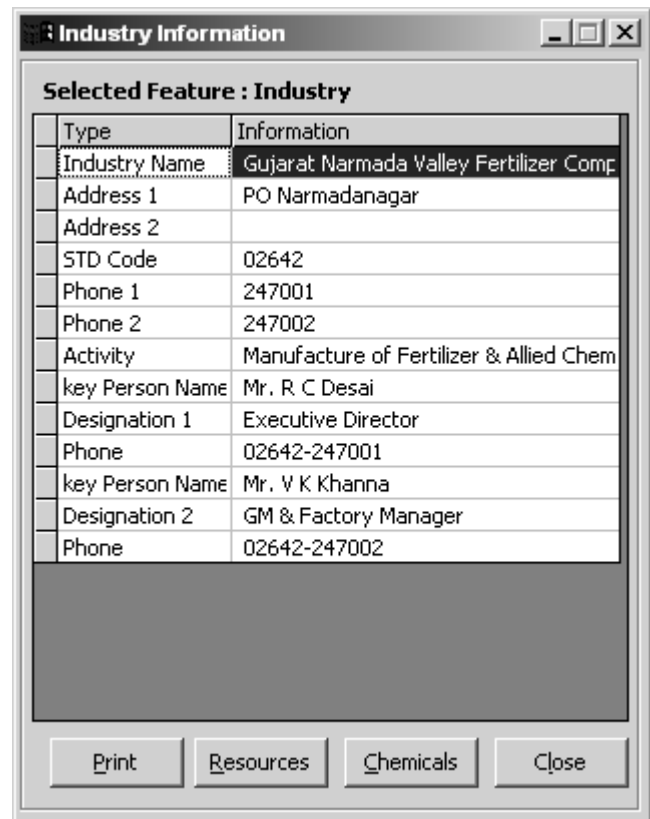 Industry Information
Selected Feature : Industry
Type Information
Industry Name Gujarat Narmada Valley Fertilizer Comp
Address 1 PO Narmadanagar
Address 2
STD Code 02642
Phone 1 247001
Phone 2 247002
Activity Manufacture of Fertilizer & Allied Chem
key Person Name Mr. R C Desai
Designation 1 Executive Director
Phone 02642-247001
key Person Name Mr. V K Khanna
Designation 2 GM & Factory Manager
Phone 02642-247002
Print Resources Chemicals Close